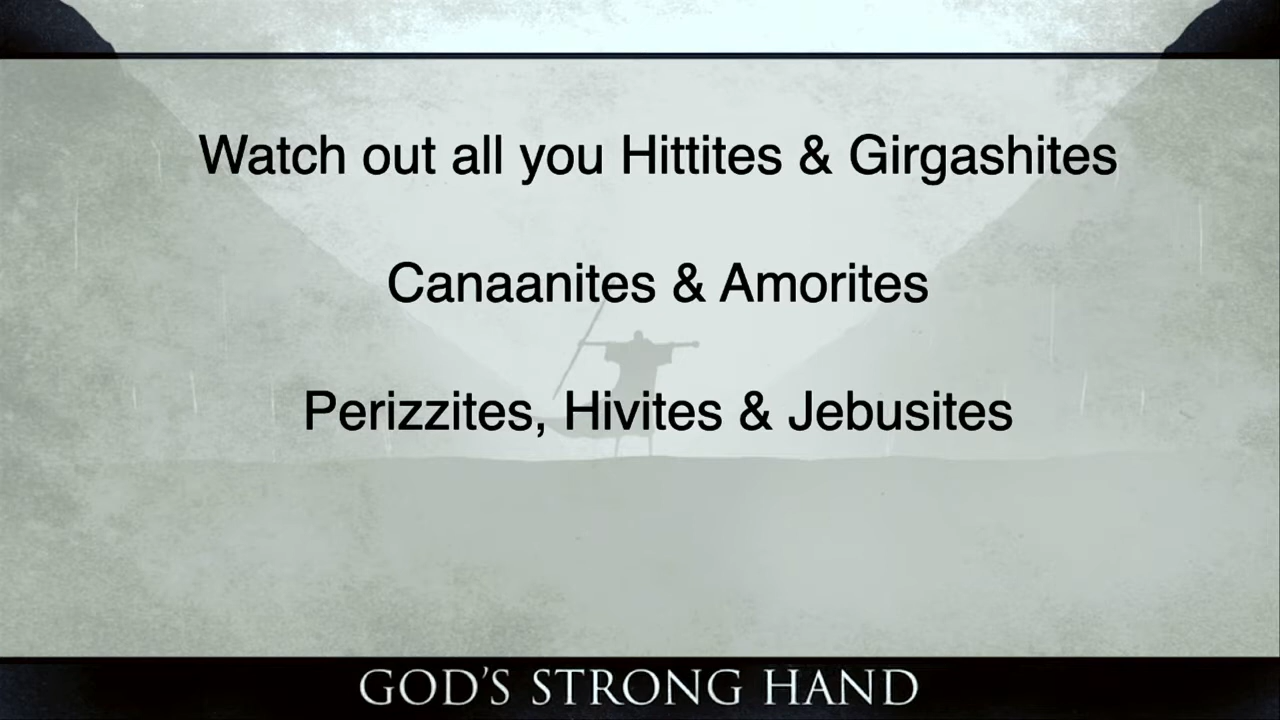 Watch out all you Hittites & Girgashites
Canaanites & Amorites
Perizzites, Hivites & Jebusites
GOD'S STRONG HAND